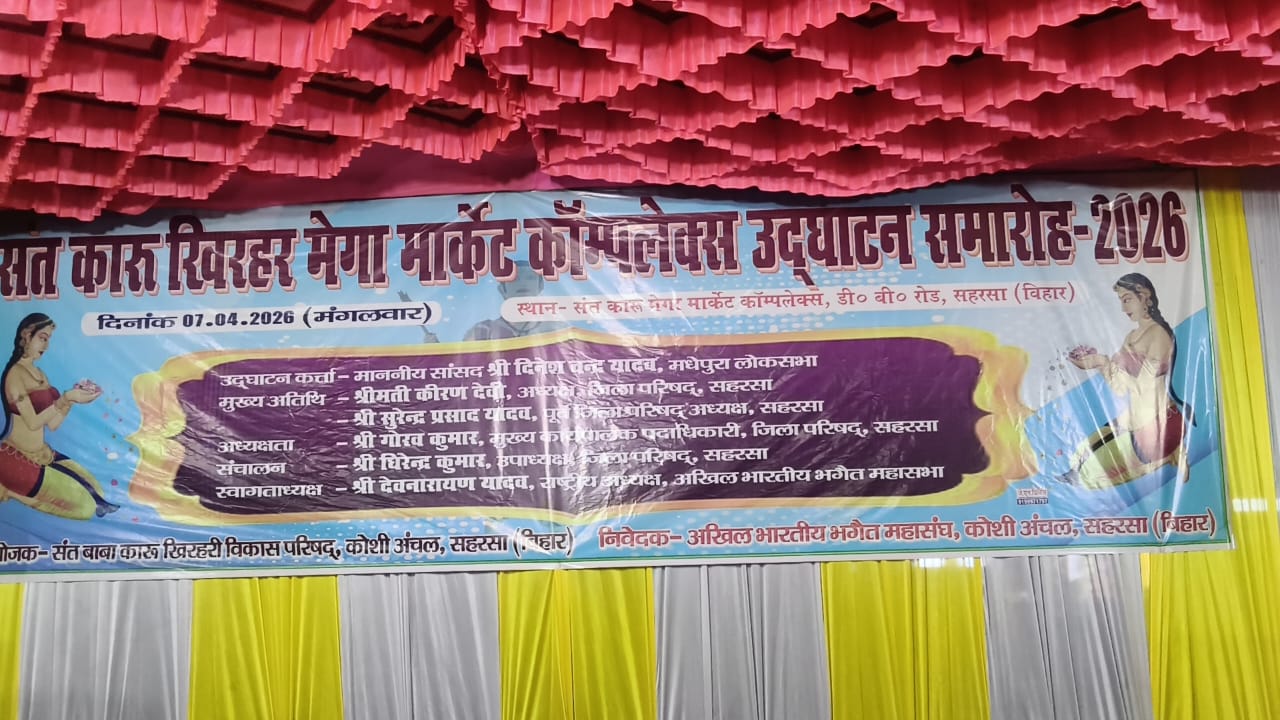 संत कारू खिरहर मेगा मार्केट कॉम्पलेक्स उद्घाटन समारोह-2026
दिनांक 07.04.2026 (मंगलवार)
स्थान- संत कारू मेगा मार्केट कॉम्पलेक्स, डी० बी० रोड, सहरसा (बिहार)
उद्घाटन कर्त्ता – माननीय सांसद श्री दिनेश चन्द्र यादव, मधेपुरा लोकसभा
मुख्य अतिथि – श्रीमती कीरण देवी, अध्यक्ष, जिला परिषद्, सहरसा
– श्री सुरेन्द्र प्रसाद यादव, पूर्व जिला परिषद् अध्यक्ष, सहरसा
अध्यक्षता – श्री गोरव कुमार, मुख्य कार्यपालक पदाधिकारी, जिला परिषद्, सहरसा
संचालन – श्री धिरेन्द्र कुमार, उपाध्यक्ष, जिला परिषद्, सहरसा
स्वागताध्यक्ष – श्री देवनारायण यादव, राष्ट्रीय अध्यक्ष, अखिल भारतीय भगैत महासभा
योजक- संत बाबा कारू खिरहरी विकास परिषद्, कोशी अंचल, सहरसा (बिहार)
निवेदक- अखिल भारतीय भगैत महासंघ, कोशी अंचल, सहरसा (बिहार)